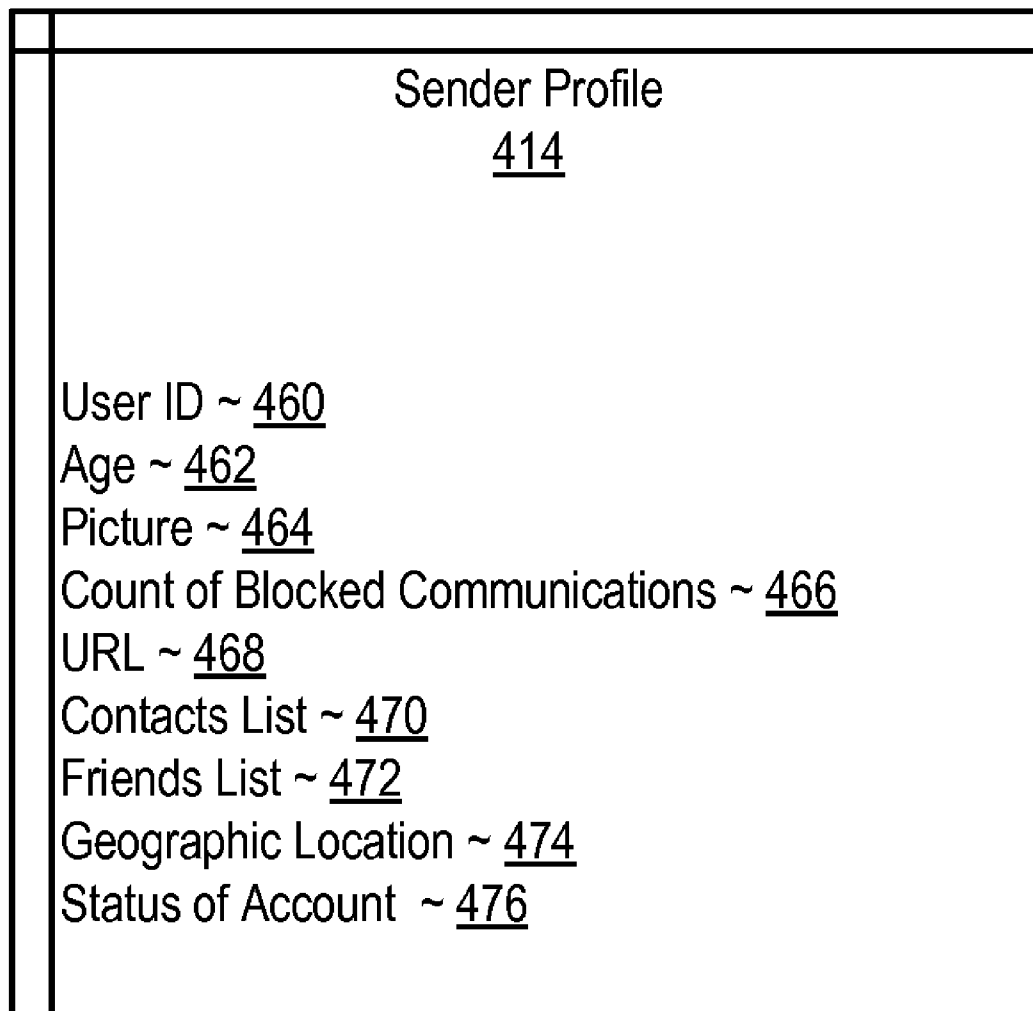 Sender Profile
414
User ID ~ 460
Age ~ 462
Picture ~ 464
Count of Blocked Communications ~ 466
URL ~ 468
Contacts List ~ 470
Friends List ~ 472
Geographic Location ~ 474
Status of Account ~ 476